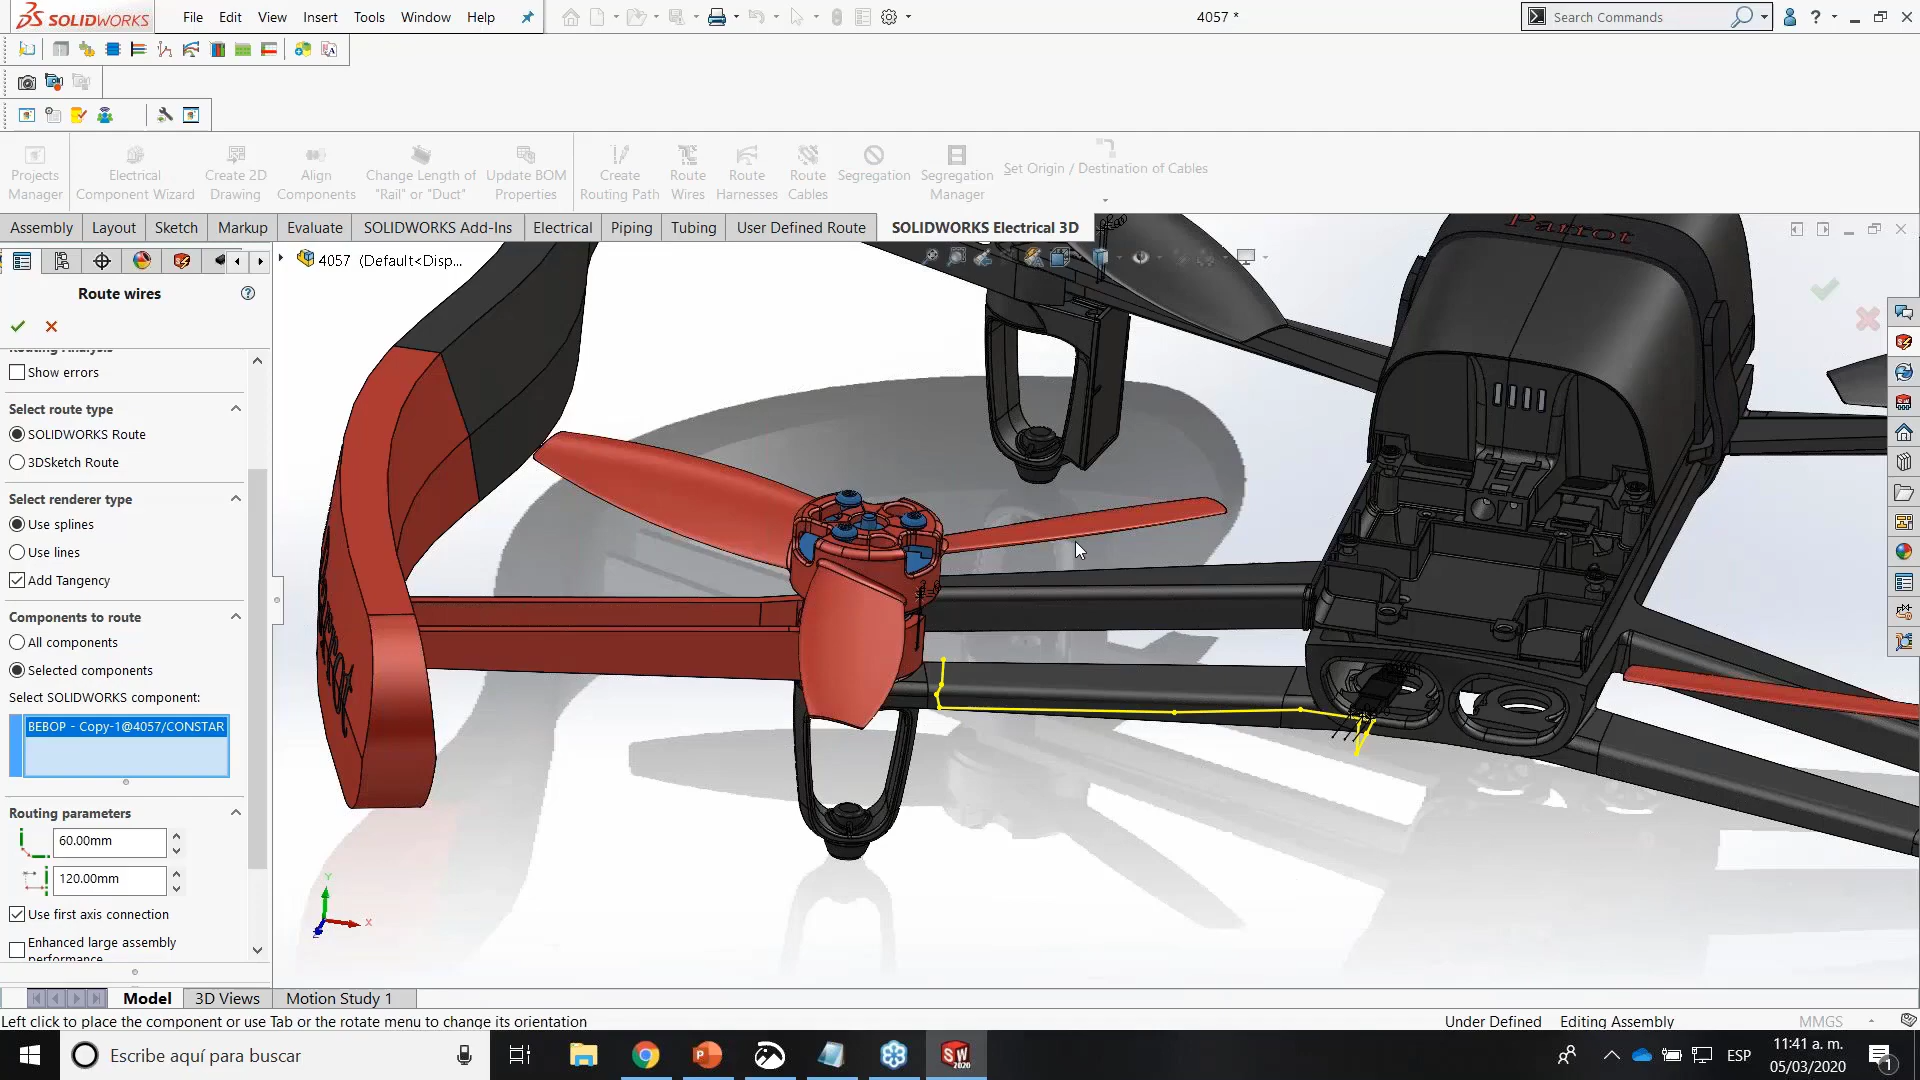 SOLIDWORKS
File Edit View Insert Tools Window Help
4057 *
Search Commands
Projects Manager
Electrical Component Wizard
Create 2D Drawing
Align Components
Change Length of "Rail" or "Duct"
Update BOM Properties
Create Routing Path
Route Wires
Route Harnesses
Route Cables
Segregation
Segregation Manager
Set Origin / Destination of Cables
Assembly Layout Sketch Markup Evaluate SOLIDWORKS Add-Ins Electrical Piping Tubing User Defined Route SOLIDWORKS Electrical 3D
4057 (Default<Disp...
Parrot
Route wires
Routing Analysis
Show errors
Select route type
SOLIDWORKS Route
3DSketch Route
Select renderer type
Use splines
Use lines
Add Tangency
Components to route
All components
Selected components
Select SOLIDWORKS component:
BEBOP - Copy-1@4057/CONSTAR
Routing parameters
60.00mm
120.00mm
Use first axis connection
Enhanced large assembly
performance
Y
X
Z
Model 3D Views Motion Study 1
Left click to place the component or use Tab or the rotate menu to change its orientation
Under Defined Editing Assembly MMGS
Escribe aquí para buscar
SW
2020
ESP
11:41 a. m.
05/03/2020
1